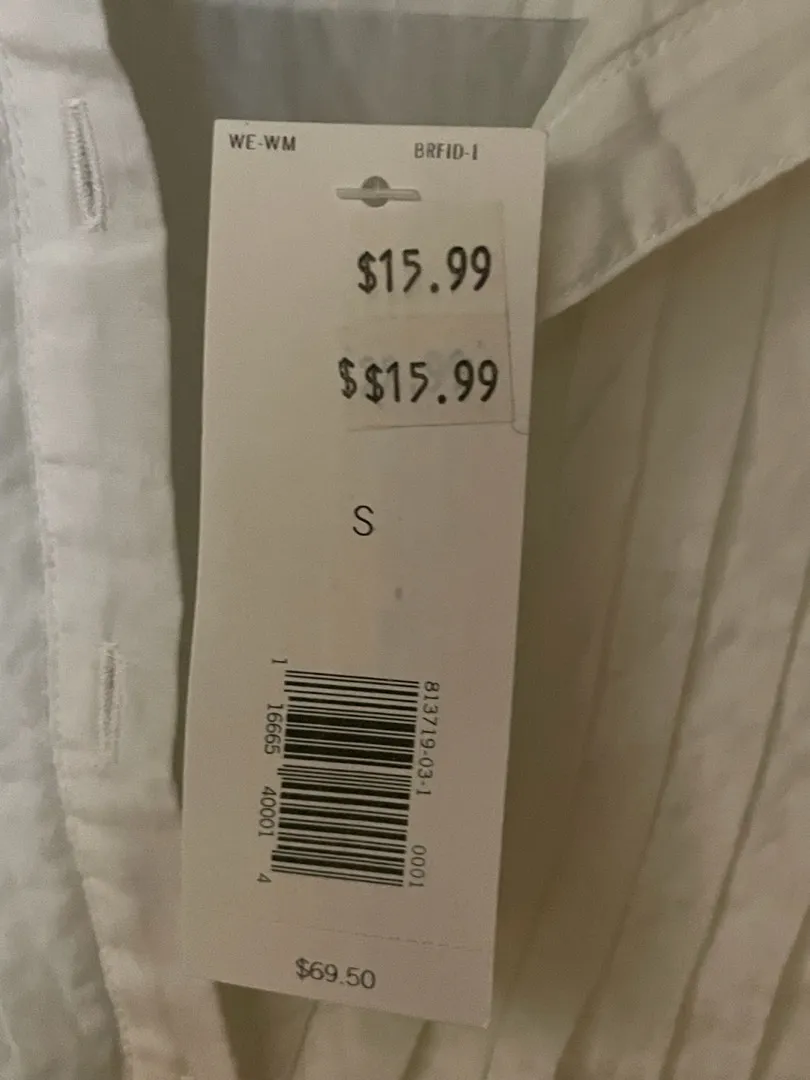 WE-WM
BRFID-I
$15.99
$$15.99
S
813719-03-1 0001
1 16665 40001 4
$69.50